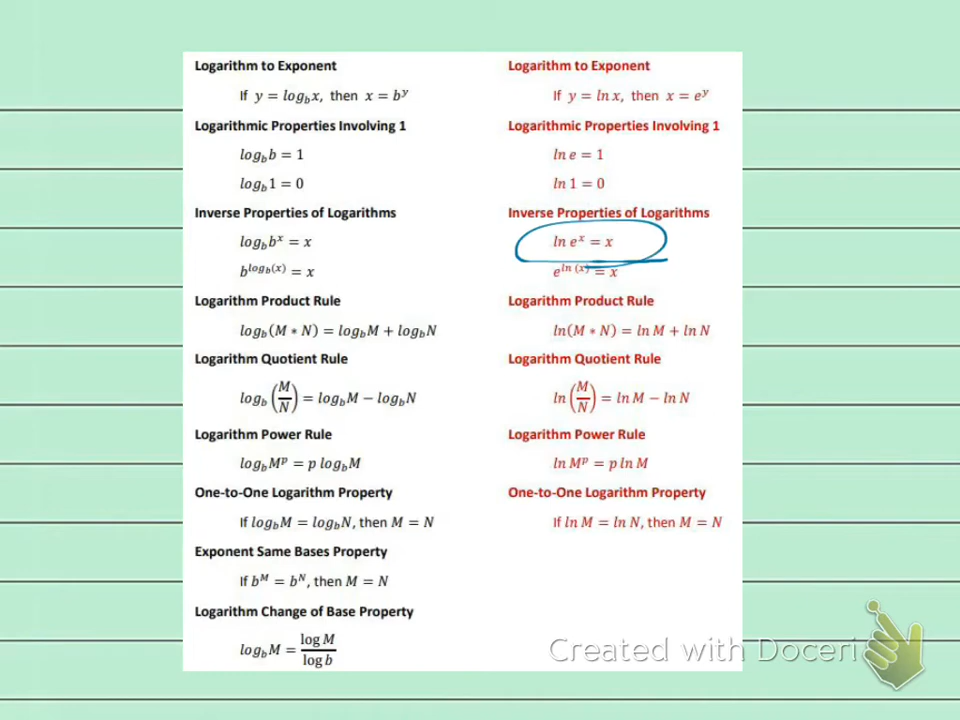 Logarithm to Exponent
If y = log_b x, then x = b^y
Logarithmic Properties Involving 1
log_b b = 1
log_b 1 = 0
Inverse Properties of Logarithms
log_b b^x = x
b^(log_b(x)) = x
Logarithm Product Rule
log_b(M * N) = log_b M + log_b N
Logarithm Quotient Rule
log_b (M/N) = log_b M − log_b N
Logarithm Power Rule
log_b M^p = p log_b M
One-to-One Logarithm Property
If log_b M = log_b N, then M = N
Exponent Same Bases Property
If b^M = b^N, then M = N
Logarithm Change of Base Property
log_b M = log M / log b
Logarithm to Exponent
If y = ln x, then x = e^y
Logarithmic Properties Involving 1
ln e = 1
ln 1 = 0
Inverse Properties of Logarithms
ln e^x = x
e^(ln (x)) = x
Logarithm Product Rule
ln(M * N) = ln M + ln N
Logarithm Quotient Rule
ln (M/N) = ln M − ln N
Logarithm Power Rule
ln M^p = p ln M
One-to-One Logarithm Property
If ln M = ln N, then M = N
Created with Doceri